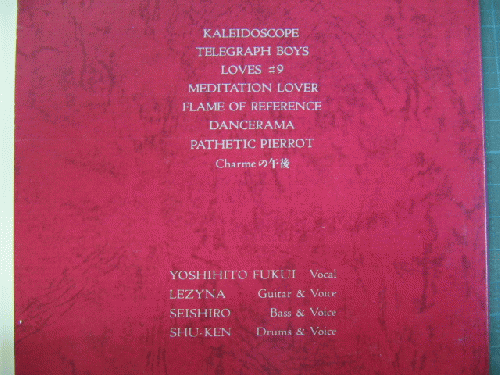 KALEIDOSCOPE
TELEGRAPH BOYS
LOVES #9
MEDITATION LOVER
FLAME OF REFERENCE
DANCERAMA
PATHETIC PIERROT
Charmeの午後
YOSHIHITO FUKUI Vocal
LEZYNA Guitar & Voice
SEISHIRO Bass & Voice
SHU-KEN Drums & Voice